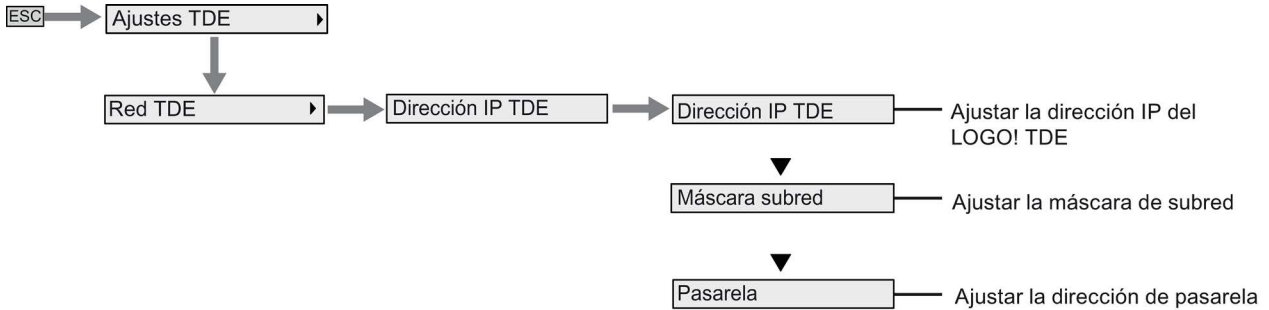 ESC
Ajustes TDE
Red TDE
Dirección IP TDE
Dirección IP TDE
Ajustar la dirección IP del
LOGO! TDE
Máscara subred
Ajustar la máscara de subred
Pasarela
Ajustar la dirección de pasarela